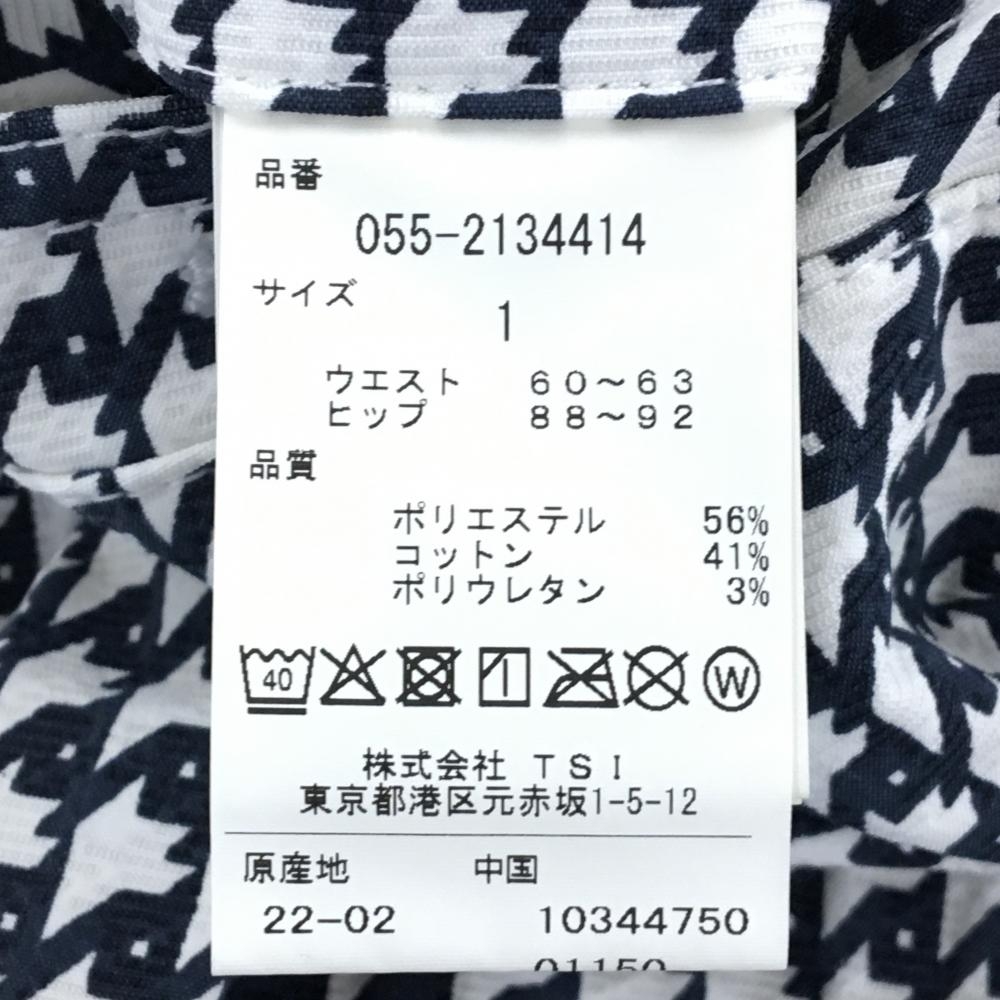 品番
055-2134414
サイズ
1
ウエスト 60～63
ヒップ 88～92
品質
ポリエステル 56%
コットン 41%
ポリウレタン 3%
40 W
株式会社 TSI
東京都港区元赤坂1-5-12
原産地 中国
22-02 10344750
01150